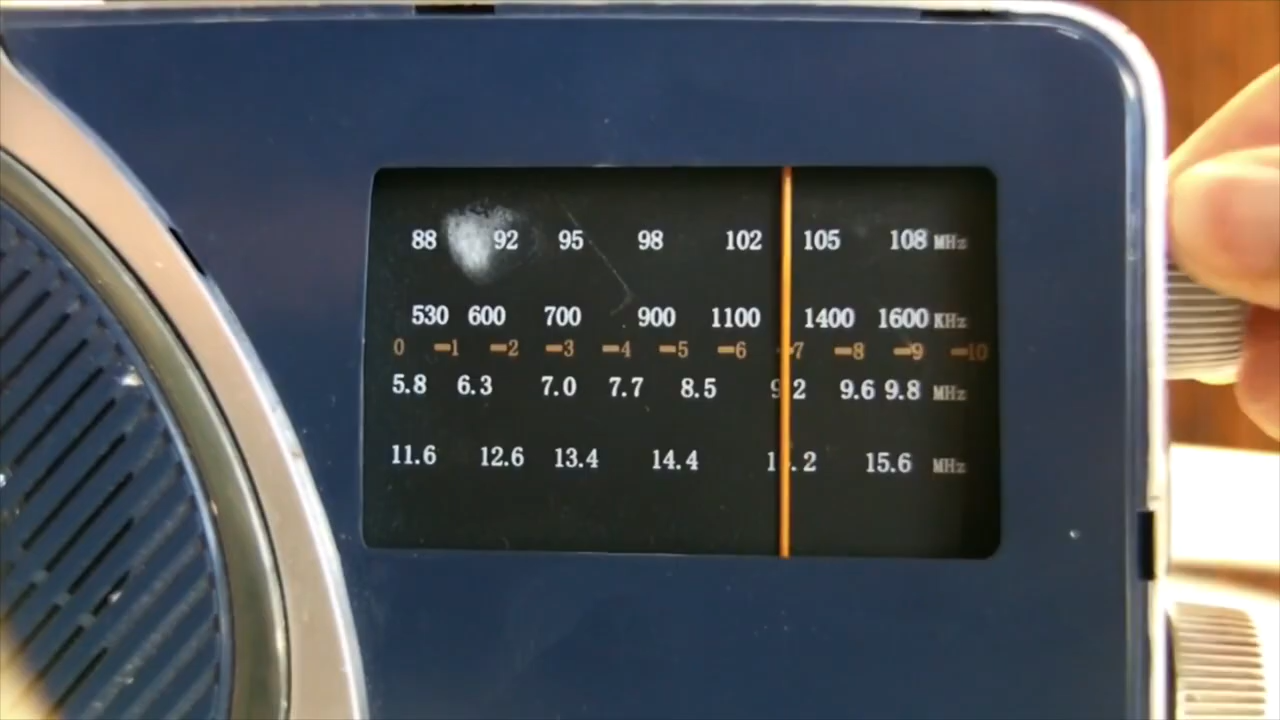 88 92 95 98 102 105 108 MHz
530 600 700 900 1100 1400 1600 KHz
0 1 2 3 4 5 6 7 8 9 10
5.8 6.3 7.0 7.7 8.5 9.2 9.6 9.8 MHz
11.6 12.6 13.4 14.4 15.6 MHz